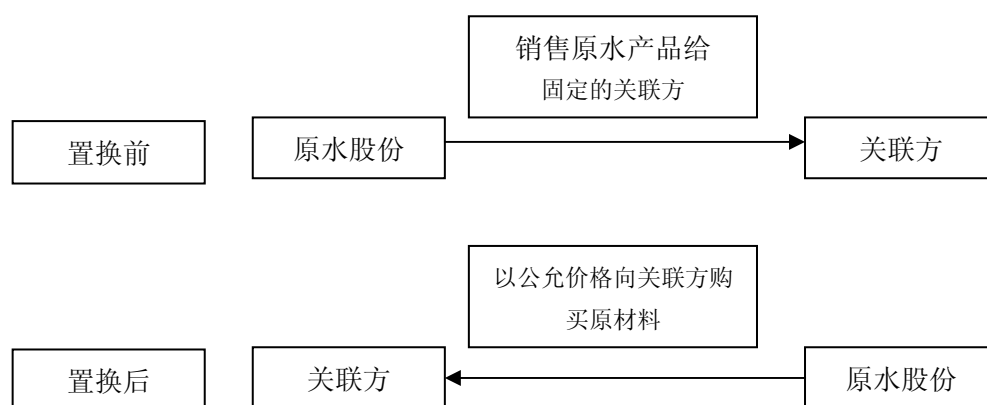 销售原水产品给
固定的关联方
置换前
原水股份
关联方
以公允价格向关联方购
买原材料
置换后
关联方
原水股份